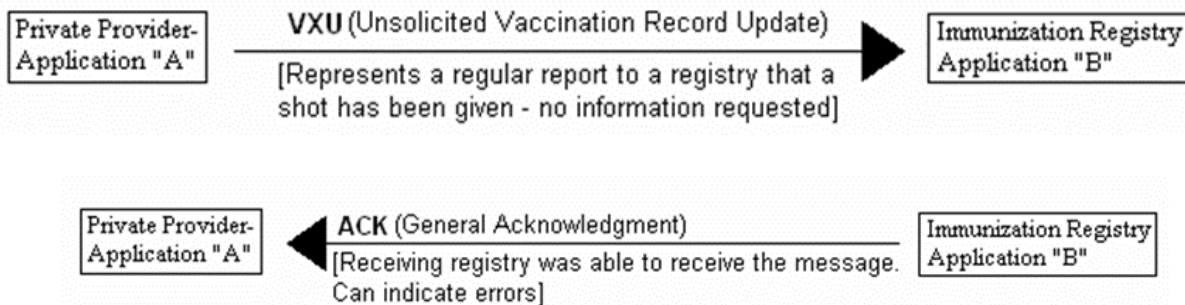 VXU (Unsolicited Vaccination Record Update)
Private Provider-
Application "A"
Immunization Registry
Application "B"
[Represents a regular report to a registry that a
shot has been given - no information requested]
ACK (General Acknowledgment)
Private Provider-
Application "A"
Immunization Registry
Application "B"
[Receiving registry was able to receive the message.
Can indicate errors]